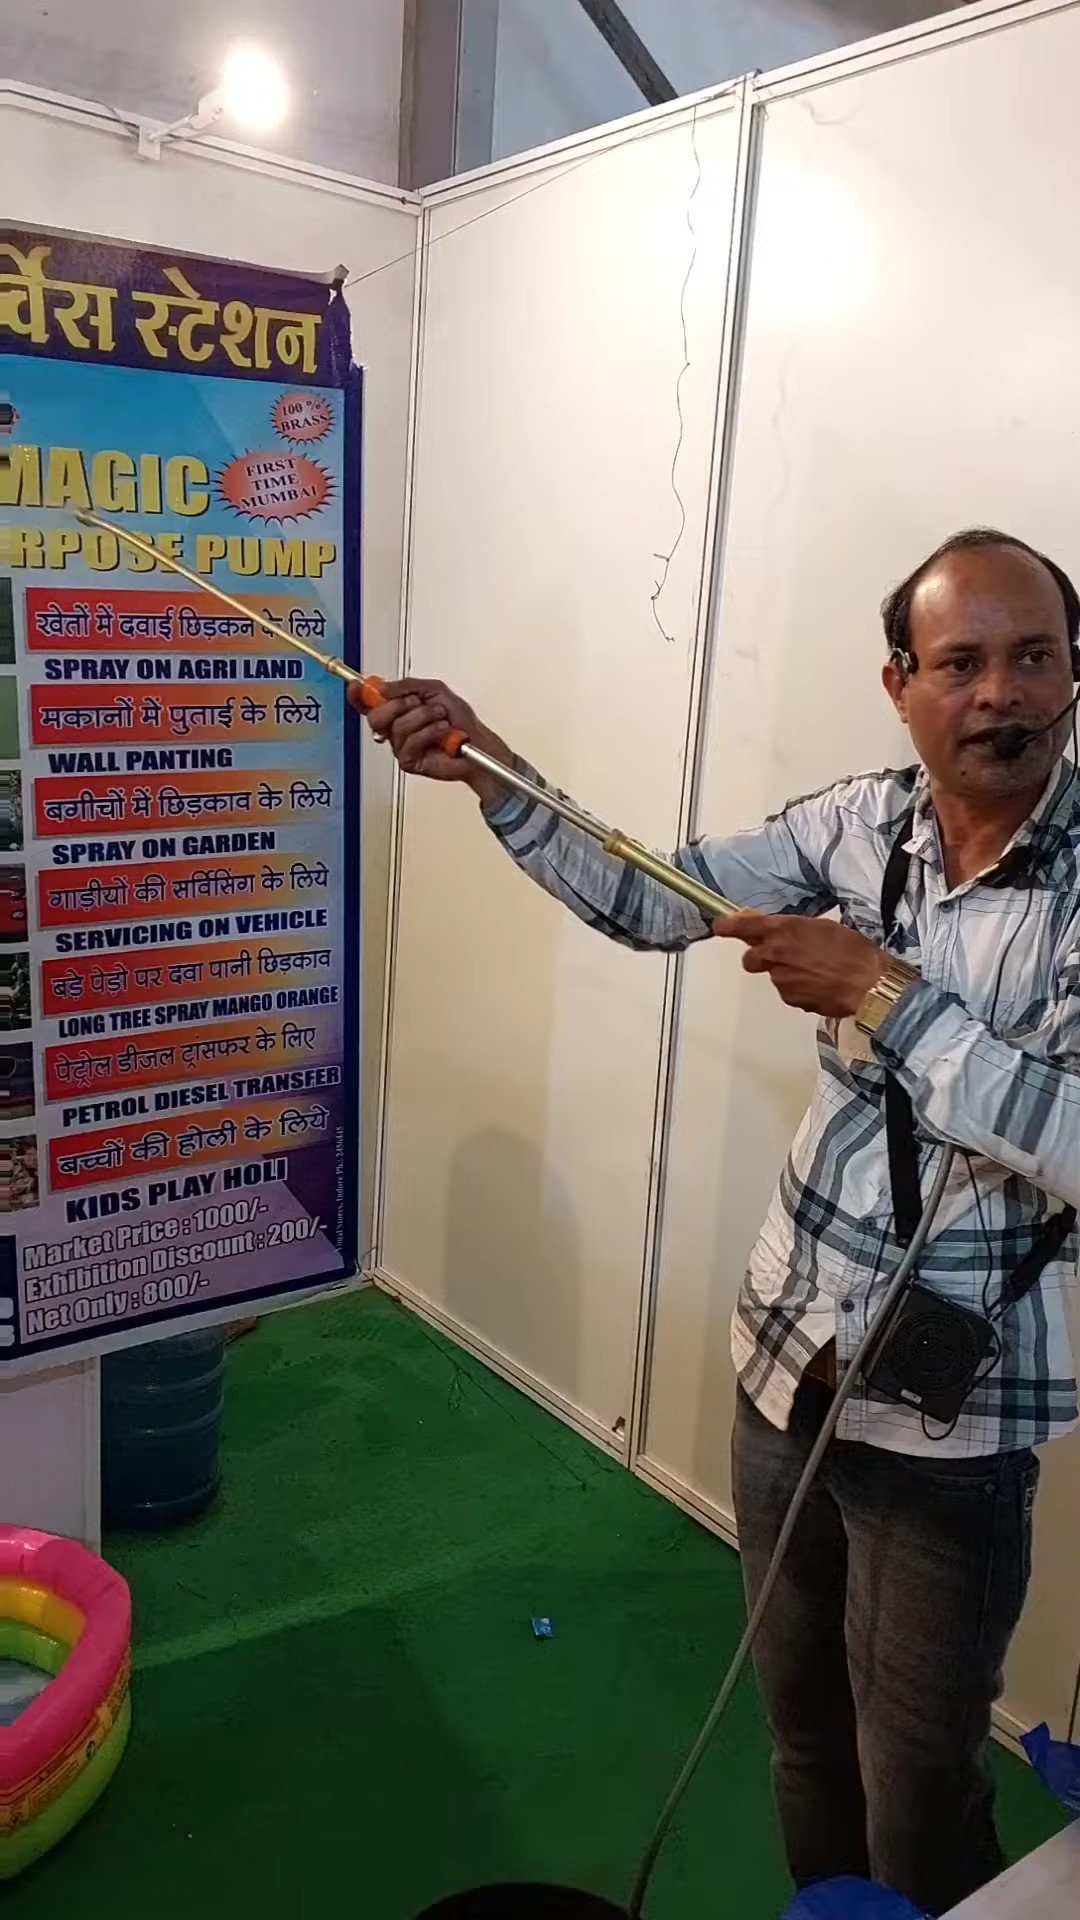 र्विस स्टेशन
100 %
BRASS
MAGIC
FIRST
TIME
MUMBAI
RPOSE PUMP
खेतों में दवाई छिड़कने के लिये
SPRAY ON AGRI LAND
मकानों में पुताई के लिये
WALL PANTING
बगीचों में छिड़काव के लिये
SPRAY ON GARDEN
गाड़ीयों की सर्विसिंग के लिये
SERVICING ON VEHICLE
बड़े पेड़ो पर दवा पानी छिड़काव
LONG TREE SPRAY MANGO ORANGE
पेट्रोल डीजल ट्रांसफर के लिए
PETROL DIESEL TRANSFER
बच्चों की होली के लिये
KIDS PLAY HOLI
Market Price : 1000/-
Exhibition Discount : 200/-
Net Only : 800/-